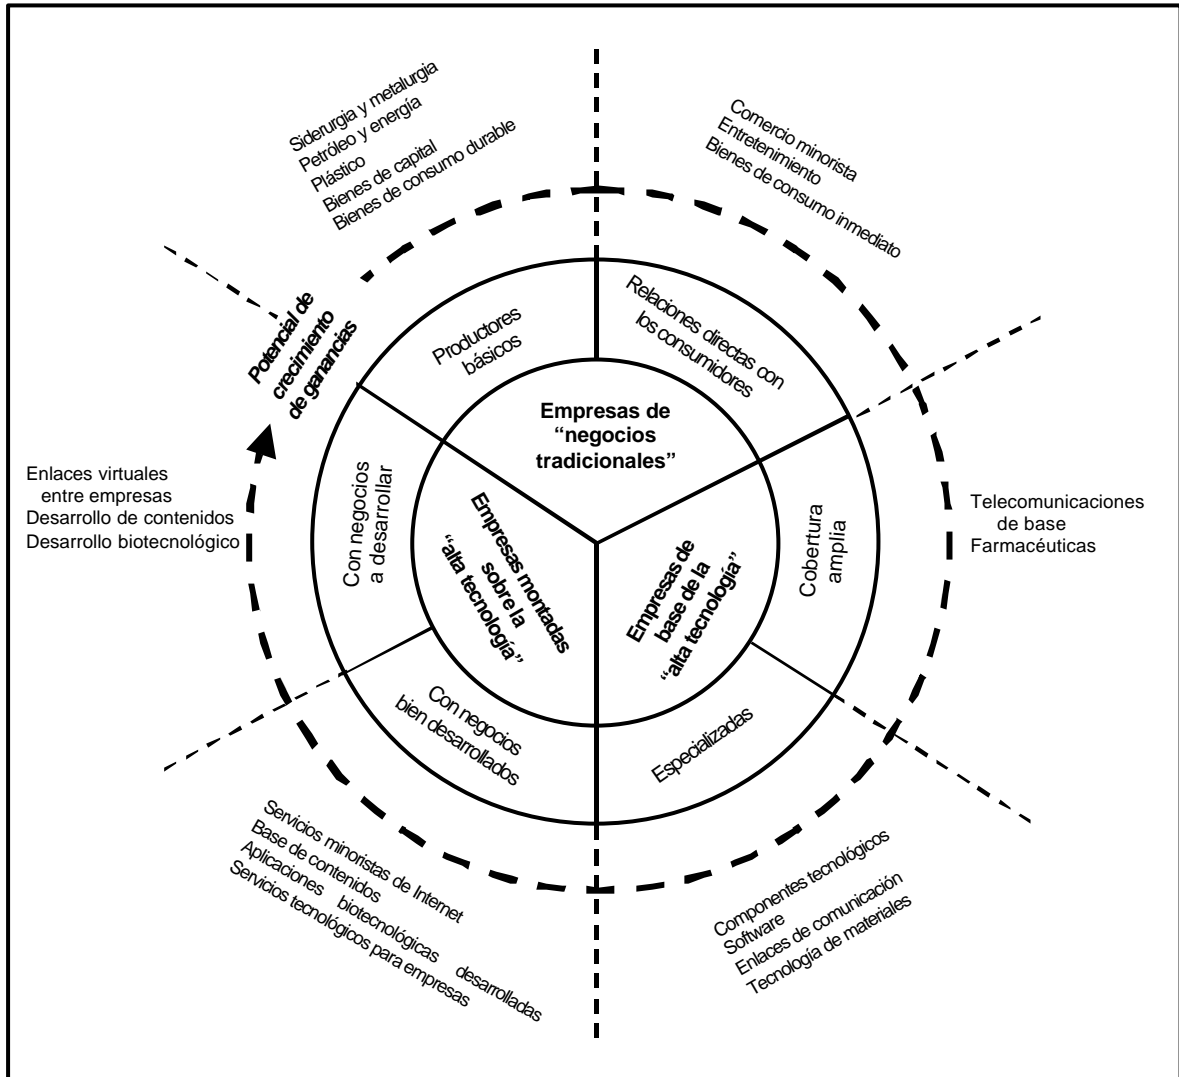 Siderurgia y metalurgia
Petróleo y energía
Plástico
Bienes de capital
Bienes de consumo durable
Comercio minorista
Entretenimiento
Bienes de consumo inmediato
Potencial de
crecimiento
de ganancias
Productores
básicos
Relaciones directas con
los consumidores
Empresas de
“negocios
tradicionales”
Enlaces virtuales
entre empresas
Desarrollo de contenidos
Desarrollo biotecnológico
Con negocios
a desarrollar
Empresas montadas
sobre la
“alta tecnología”
Empresas de
base de la
“alta tecnología”
Cobertura
amplia
Telecomunicaciones
de base
Farmacéuticas
Con negocios
bien desarrollados
Especializadas
Servicios minoristas de Internet
Base de contenidos
Aplicaciones biotecnológicas desarrolladas
Servicios tecnológicos para empresas
Componentes tecnológicos
Software
Enlaces de comunicación
Tecnología de materiales